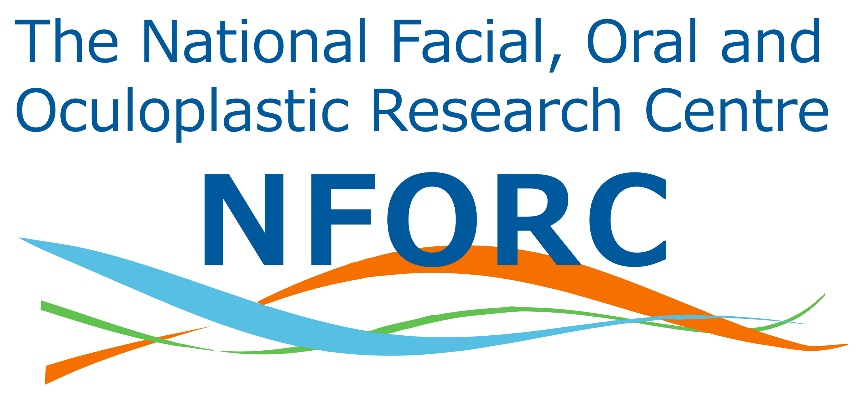 The National Facial, Oral and
Oculoplastic Research Centre
NFORC